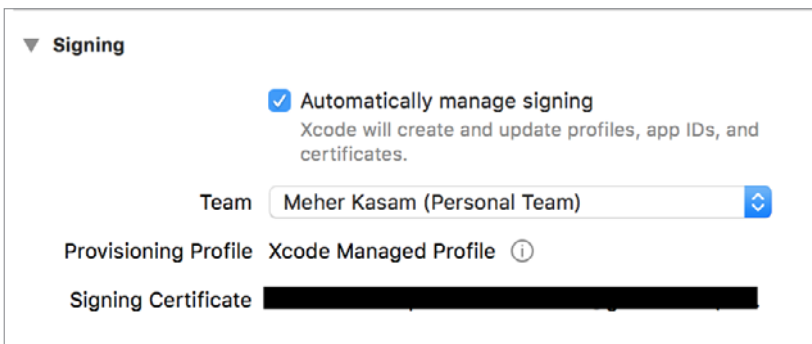 Signing
Automatically manage signing
Xcode will create and update profiles, app IDs, and
certificates.
Team Meher Kasam (Personal Team)
Provisioning Profile Xcode Managed Profile
Signing Certificate